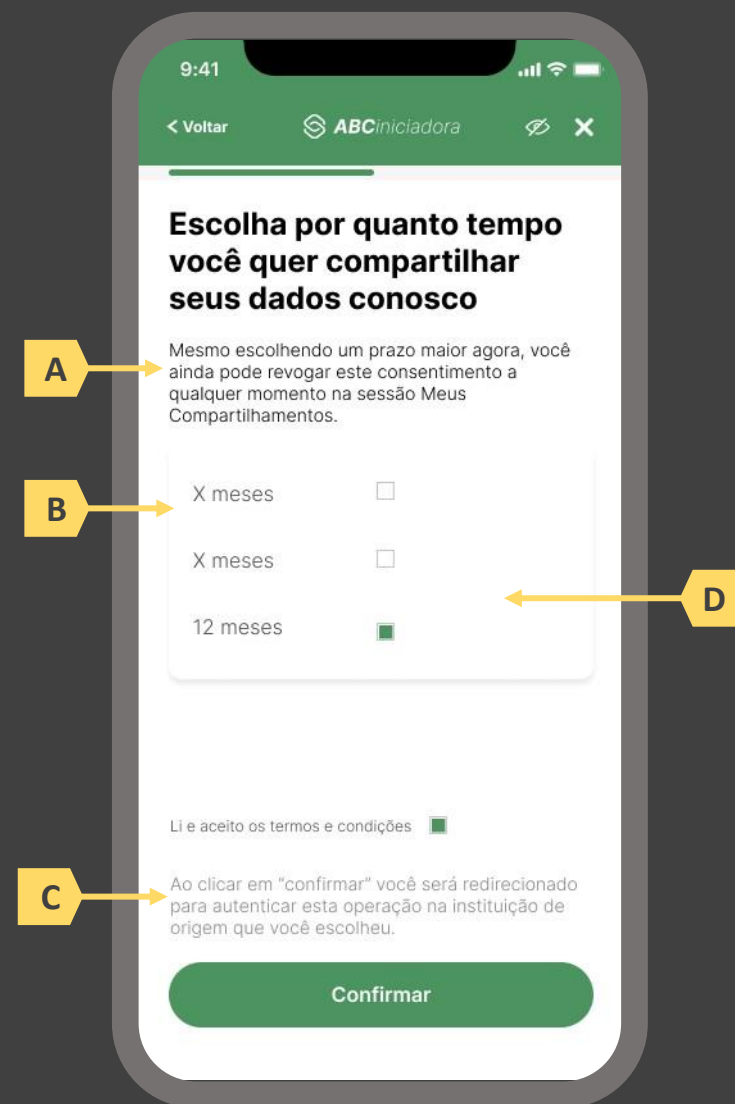 9:41
< Voltar ABCiniciadora
Escolha por quanto tempo
você quer compartilhar
seus dados conosco
A
Mesmo escolhendo um prazo maior agora, você
ainda pode revogar este consentimento a
qualquer momento na sessão Meus
Compartilhamentos.
B
X meses
X meses
D
12 meses
Li e aceito os termos e condições
C
Ao clicar em “confirmar” você será redirecionado
para autenticar esta operação na instituição de
origem que você escolheu.
Confirmar